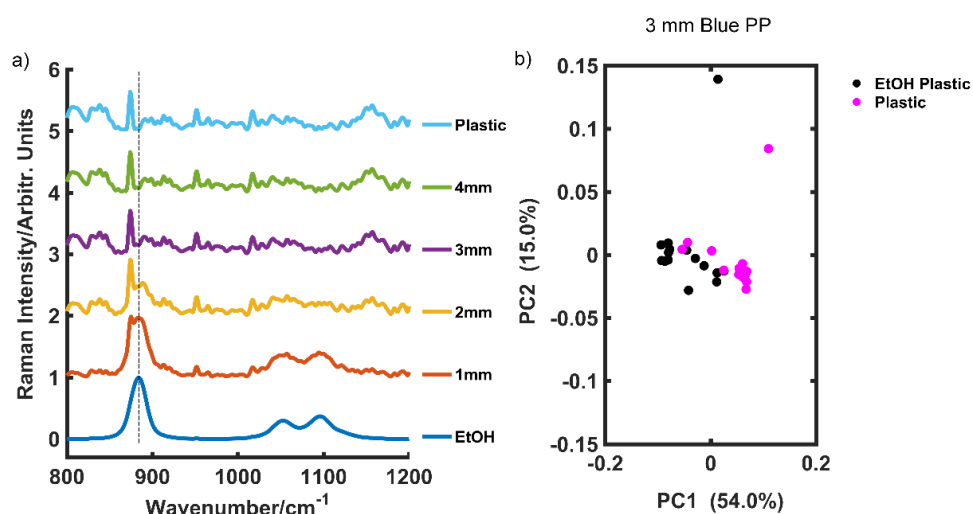 3 mm Blue PP
a)
Raman Intensity/Arbitr. Units
6
5
4
3
2
1
0
800
900
1000
1100
1200
Wavenumber/cm⁻¹
Plastic
4mm
3mm
2mm
1mm
EtOH
b)
PC2 (15.0%)
0.15
0.1
0.05
0
-0.05
-0.1
-0.15
-0.2
0
0.2
PC1 (54.0%)
EtOH Plastic
Plastic